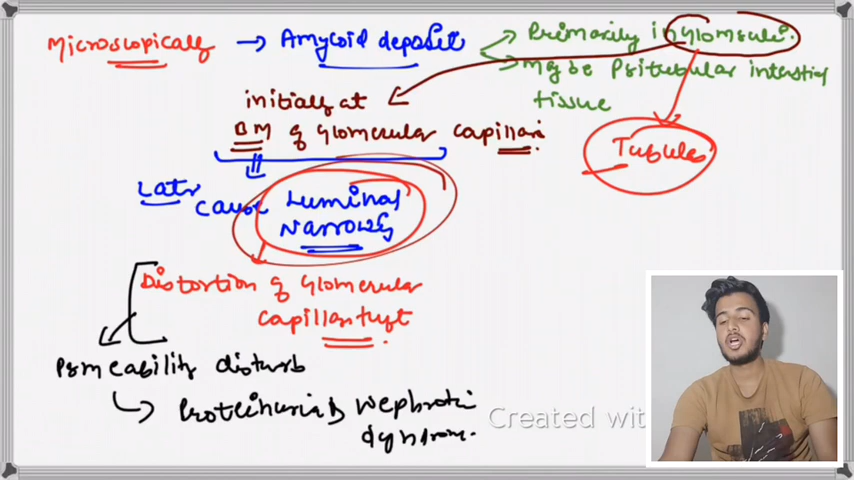 Microscopically → Amyloid deposit
→ Primarily in Glomeruli.
→ May be Peritubular interstitial
tissue
initially at
BM of Glomerular capillari
Tubules
Later
cause Luminal
Narrowing
Distortion of Glomerular
capillary tuft.
Permeability disturb
↳ Proteinuria & Nephrotic
syndrome.
Created wit